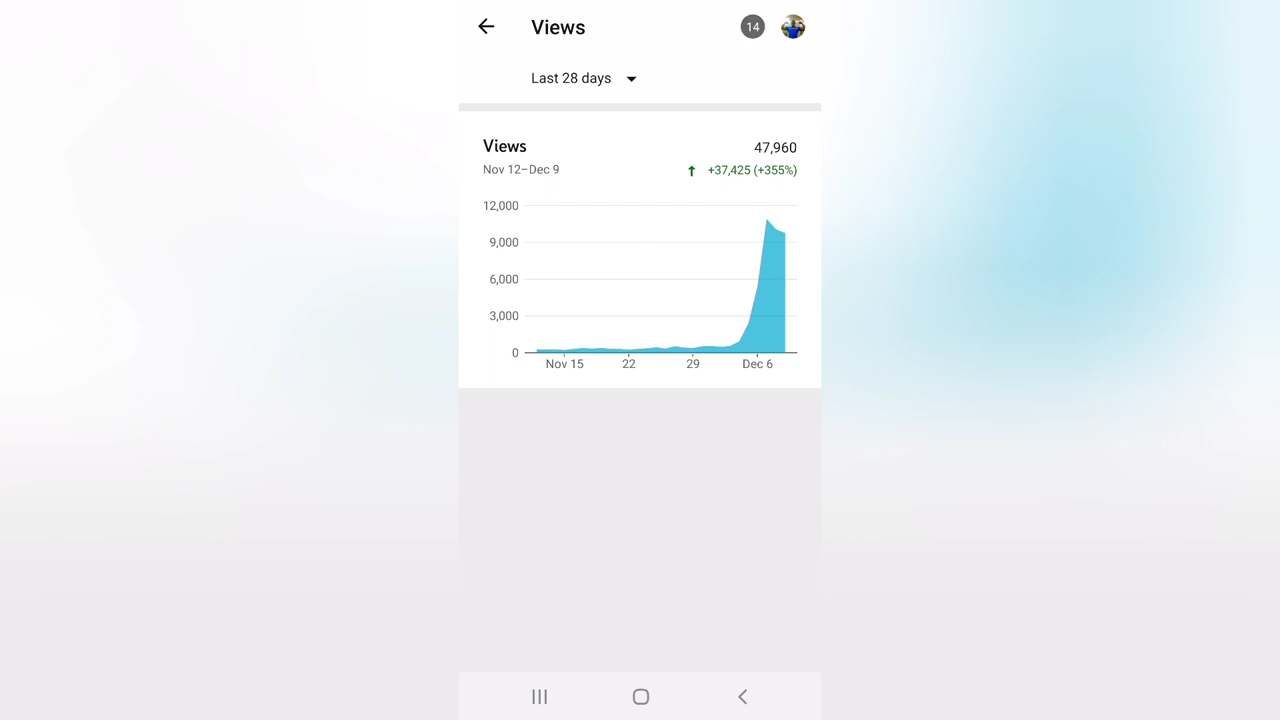 Views
14
Last 28 days
Views
47,960
Nov 12–Dec 9
+37,425 (+355%)
12,000
9,000
6,000
3,000
0
Nov 15 22 29 Dec 6